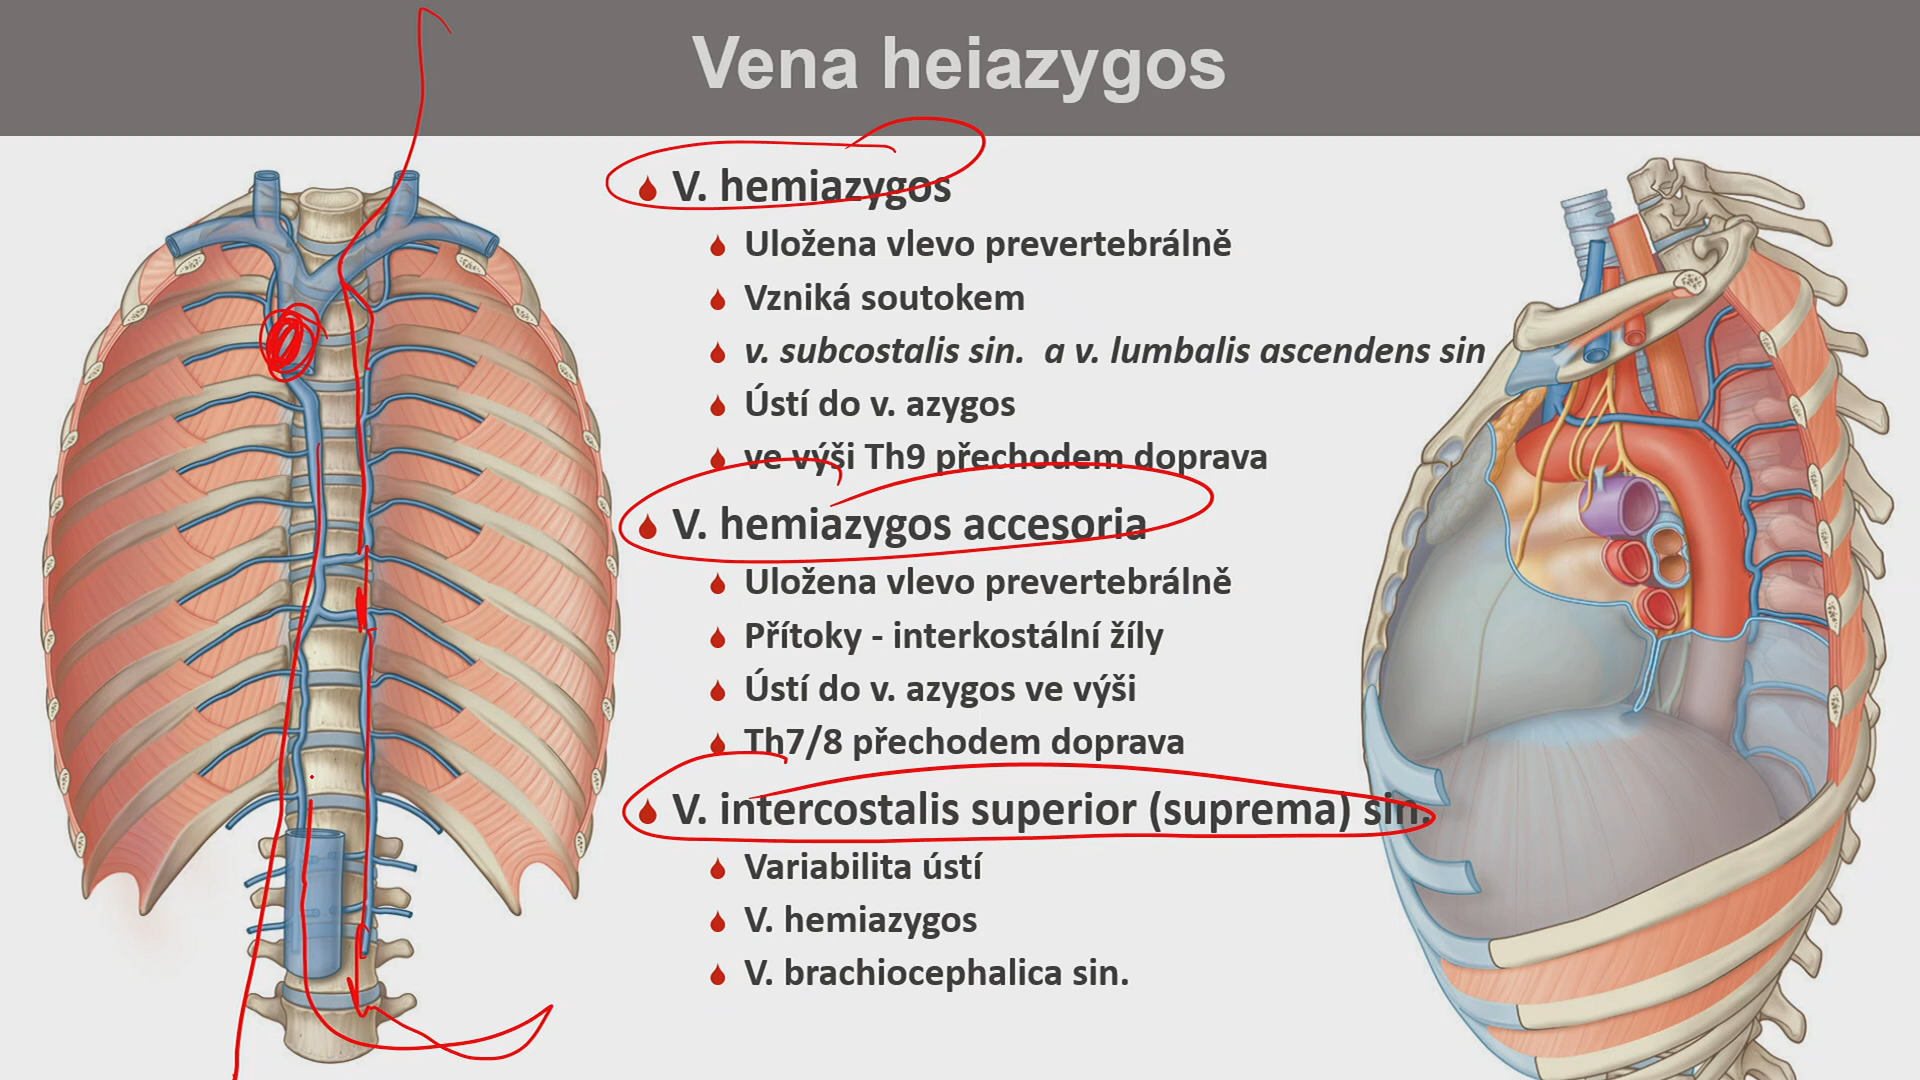 Vena heiazygos
V. hemiazygos
Uložena vlevo prevertebrálně
Vzniká soutokem
v. subcostalis sin.  a v. lumbalis ascendens sin
Ústí do v. azygos
ve výši Th9 přechodem doprava
V. hemiazygos accesoria
Uložena vlevo prevertebrálně
Přítoky - interkostální žíly
Ústí do v. azygos ve výši
Th7/8 přechodem doprava
V. intercostalis superior (suprema) sin.
Variabilita ústí
V. hemiazygos
V. brachiocephalica sin.